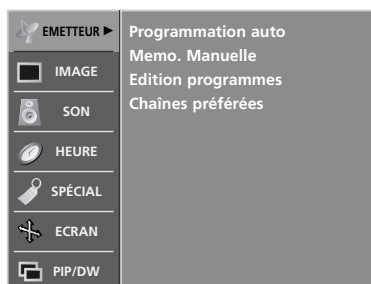 EMETTEUR
Programmation auto
Memo. Manuelle
Edition programmes
Chaînes préférées
IMAGE
SON
HEURE
SPÉCIAL
ECRAN
PIP/DW